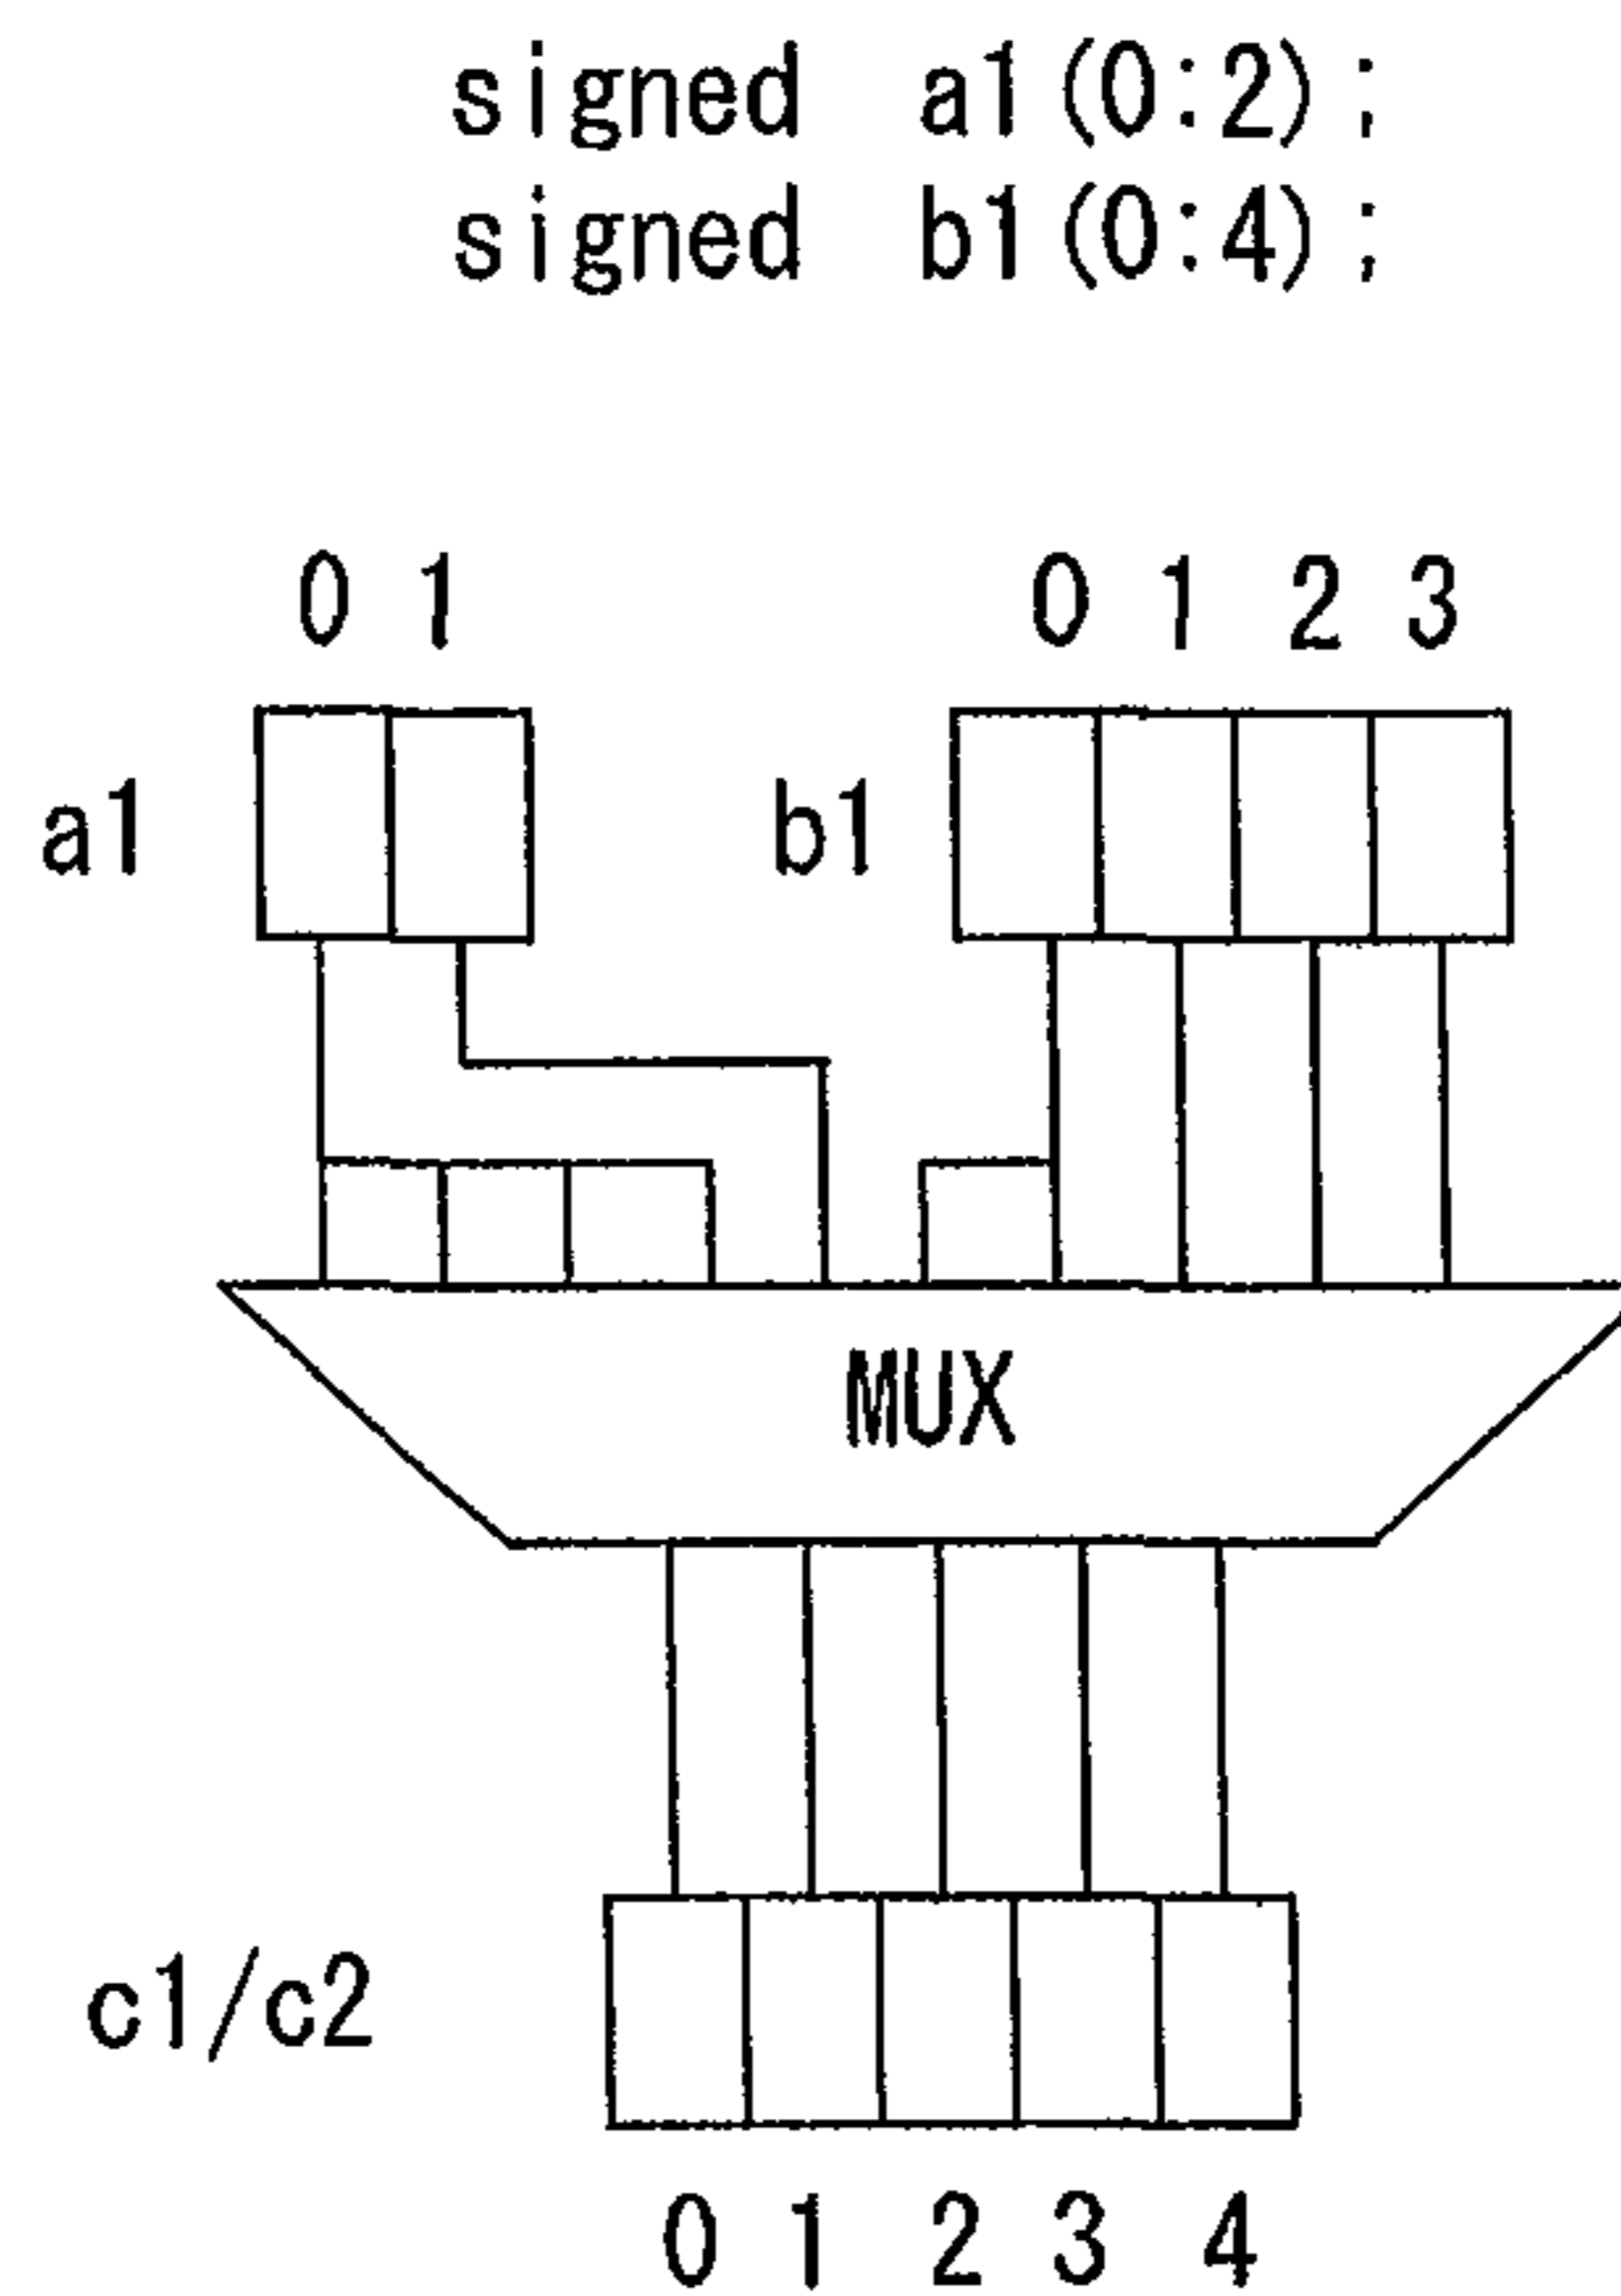 signed a1(0:2);
signed b1(0:4);
0 1 0 1 2 3
a1 b1
MUX
c1/c2
0 1 2 3 4